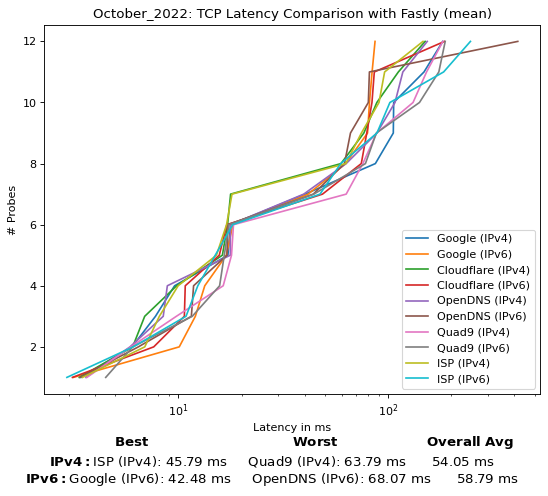 October_2022: TCP Latency Comparison with Fastly (mean)
12
10
8
6
4
2
# Probes
Google (IPv4)
Google (IPv6)
Cloudflare (IPv4)
Cloudflare (IPv6)
OpenDNS (IPv4)
OpenDNS (IPv6)
Quad9 (IPv4)
Quad9 (IPv6)
ISP (IPv4)
ISP (IPv6)
10¹ 10²
Latency in ms
Best Worst Overall Avg
IPv4: ISP (IPv4): 45.79 ms Quad9 (IPv4): 63.79 ms 54.05 ms
IPv6: Google (IPv6): 42.48 ms OpenDNS (IPv6): 68.07 ms 58.79 ms